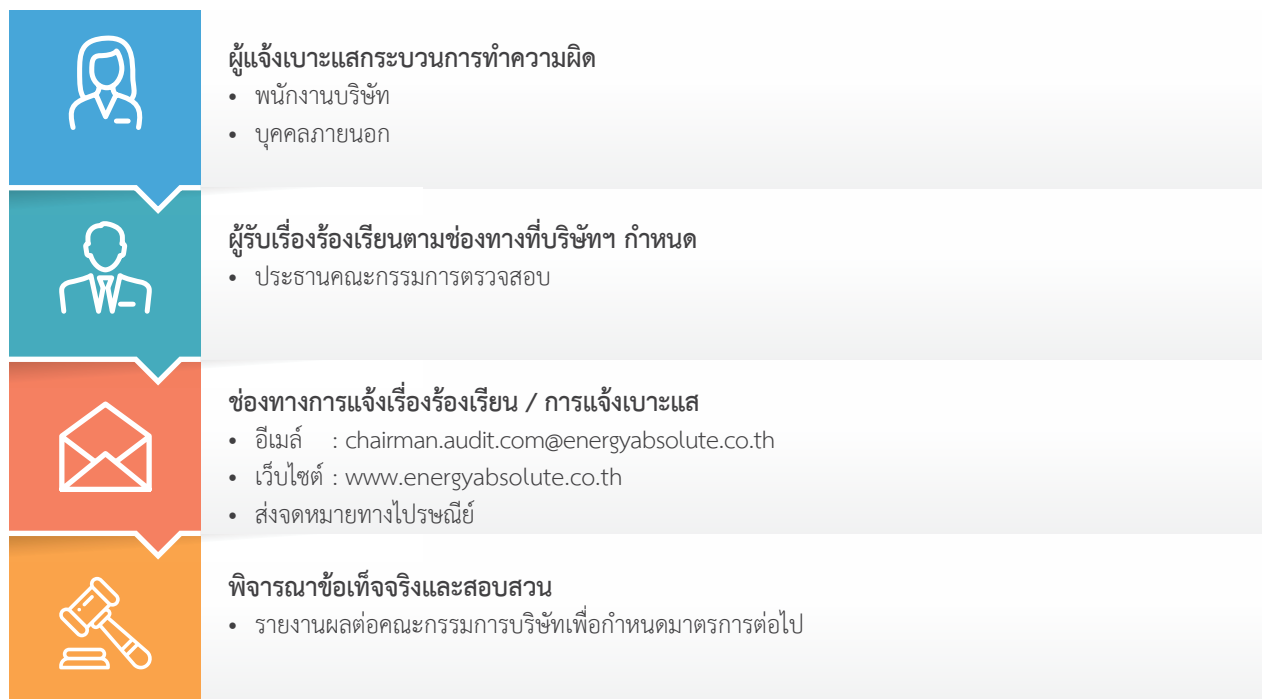 ผู้แจ้งเบาะแสกระบวนการทำความผิด
• พนักงานบริษัท
• บุคคลภายนอก
ผู้รับเรื่องร้องเรียนตามช่องทางที่บริษัทฯ กำหนด
• ประธานคณะกรรมการตรวจสอบ
ช่องทางการแจ้งเรื่องร้องเรียน / การแจ้งเบาะแส
• อีเมล์ : chairman.audit.com@energyabsolute.co.th
• เว็บไซต์ : www.energyabsolute.co.th
• ส่งจดหมายทางไปรษณีย์
พิจารณาข้อเท็จจริงและสอบสวน
• รายงานผลต่อคณะกรรมการบริษัทเพื่อกำหนดมาตรการต่อไป